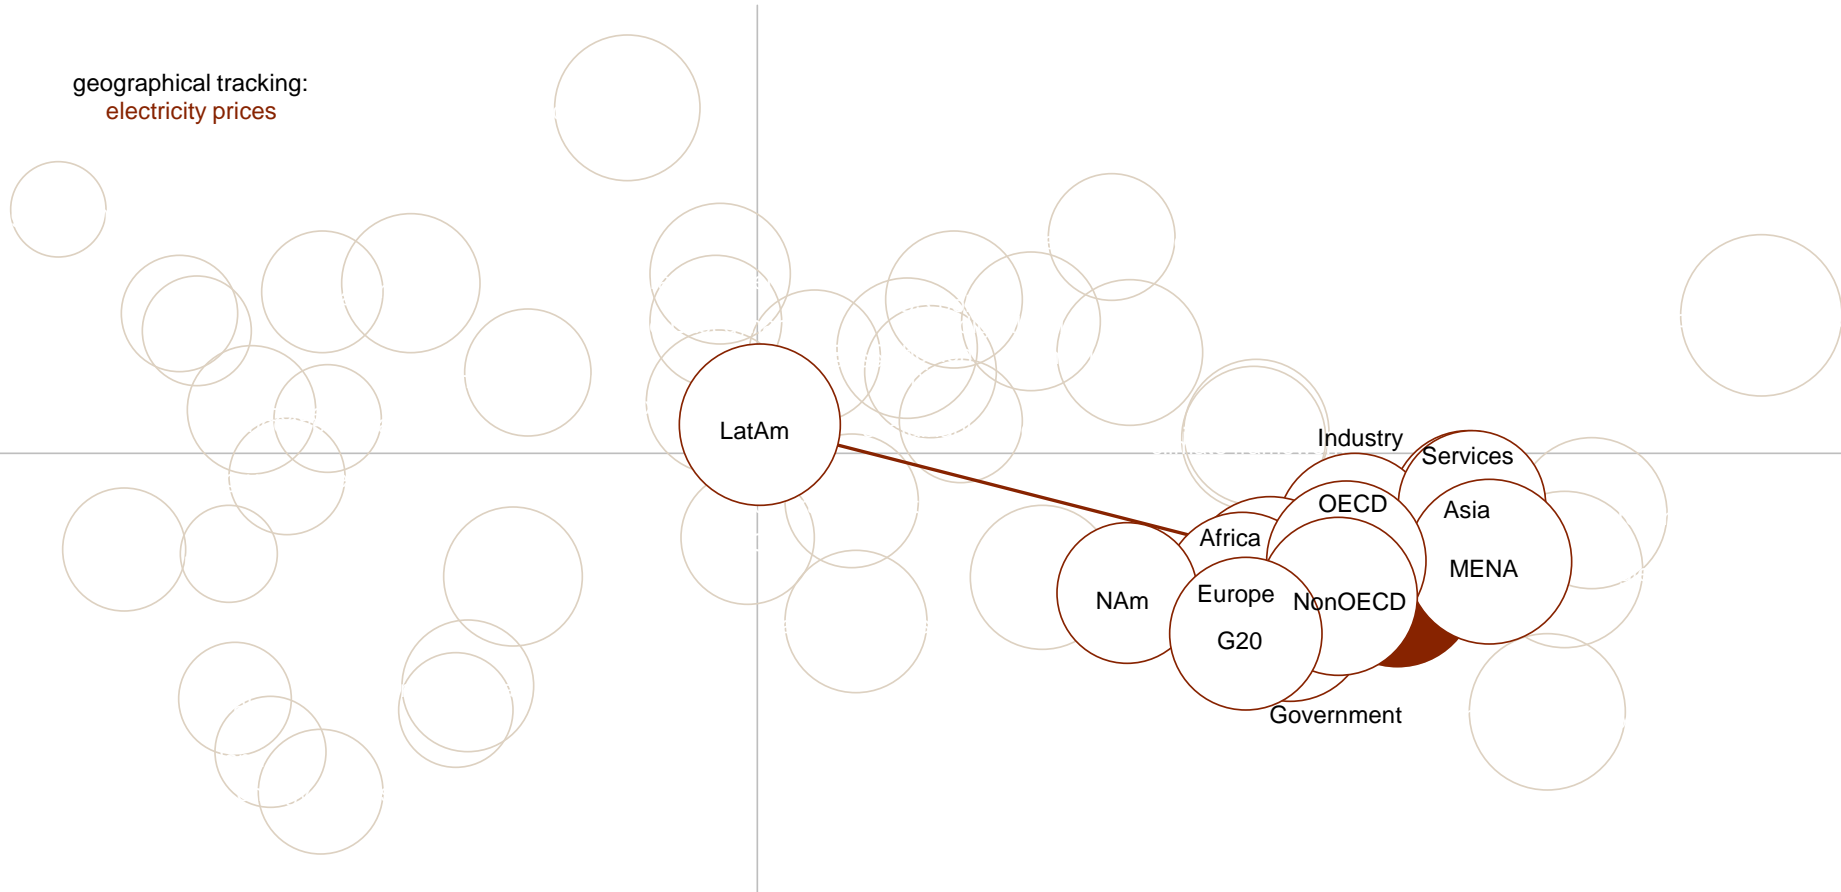 geographical tracking:
electricity prices
LatAm
Industry
Services
OECD
Asia
Africa
MENA
Europe
NAm
NonOECD
G20
Government